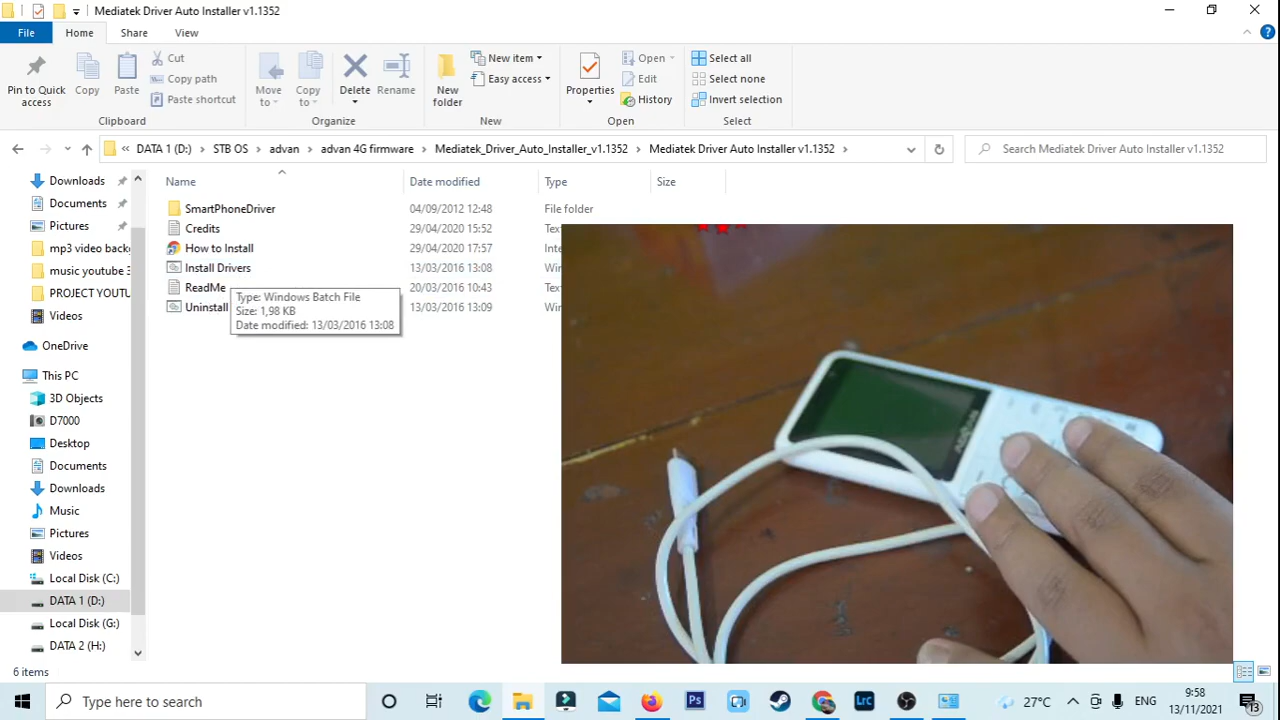 Mediatek Driver Auto Installer v1.1352
File Home Share View
Pin to Quick access
Copy
Paste
Cut
Copy path
Paste shortcut
Clipboard
Move to
Copy to
Delete
Rename
Organize
New folder
New item
Easy access
New
Properties
Open
Edit
History
Open
Select all
Select none
Invert selection
Select
« DATA 1 (D:) > STB OS > advan > advan 4G firmware > Mediatek_Driver_Auto_Installer_v1.1352 > Mediatek Driver Auto Installer v1.1352 >
Search Mediatek Driver Auto Installer v1.1352
Downloads
Documents
Pictures
mp3 video backg
music youtube 3
PROJECT YOUTU
Videos
OneDrive
This PC
3D Objects
D7000
Desktop
Documents
Downloads
Music
Pictures
Videos
Local Disk (C:)
DATA 1 (D:)
Local Disk (G:)
DATA 2 (H:)
Name Date modified Type Size
SmartPhoneDriver 04/09/2012 12:48 File folder
Credits 29/04/2020 15:52 Tex
How to Install 29/04/2020 17:57 Inte
Install Drivers 13/03/2016 13:08 Win
ReadMe 20/03/2016 10:43 Tex
Uninstall 13/03/2016 13:09 Win
Type: Windows Batch File
Size: 1,98 KB
Date modified: 13/03/2016 13:08
6 items
Type here to search
27°C
ENG
9:58
13/11/2021
13